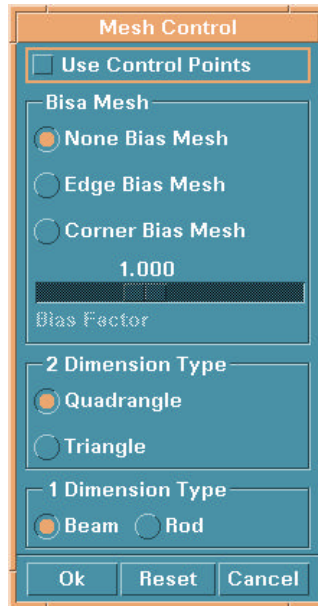 Mesh Control
Use Control Points
Bisa Mesh
None Bias Mesh
Edge Bias Mesh
Corner Bias Mesh
1.000
Bias Factor
2 Dimension Type
Quadrangle
Triangle
1 Dimension Type
Beam Rod
Ok Reset Cancel